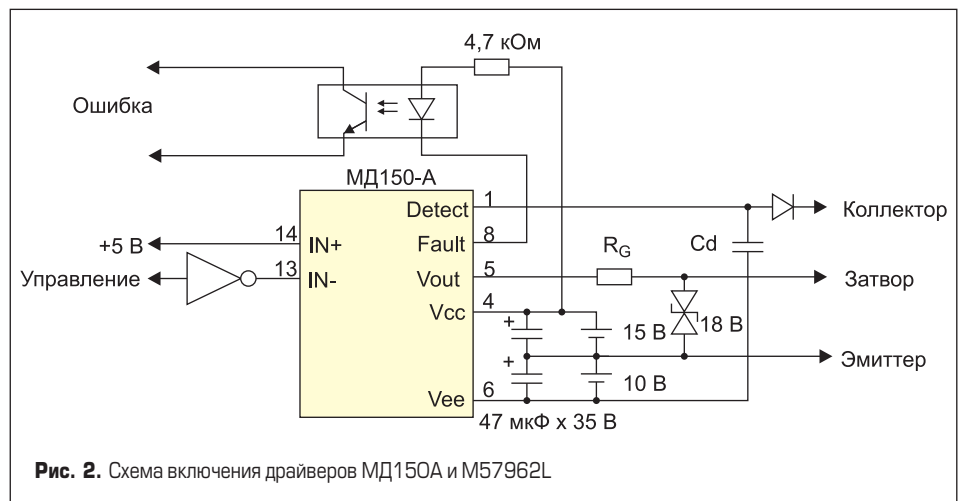 4,7 кОм
Ошибка
МД150-А
Detect
1
Коллектор
+5 В
14
IN+
Fault
8
RG
Cd
Управление
13
IN-
Vout
5
Затвор
Vcc
4
+
15 В
18 В
+
Эмиттер
10 В
Vee
6
47 мкФ x 35 В
Рис. 2. Схема включения драйверов МД150А и M57962L